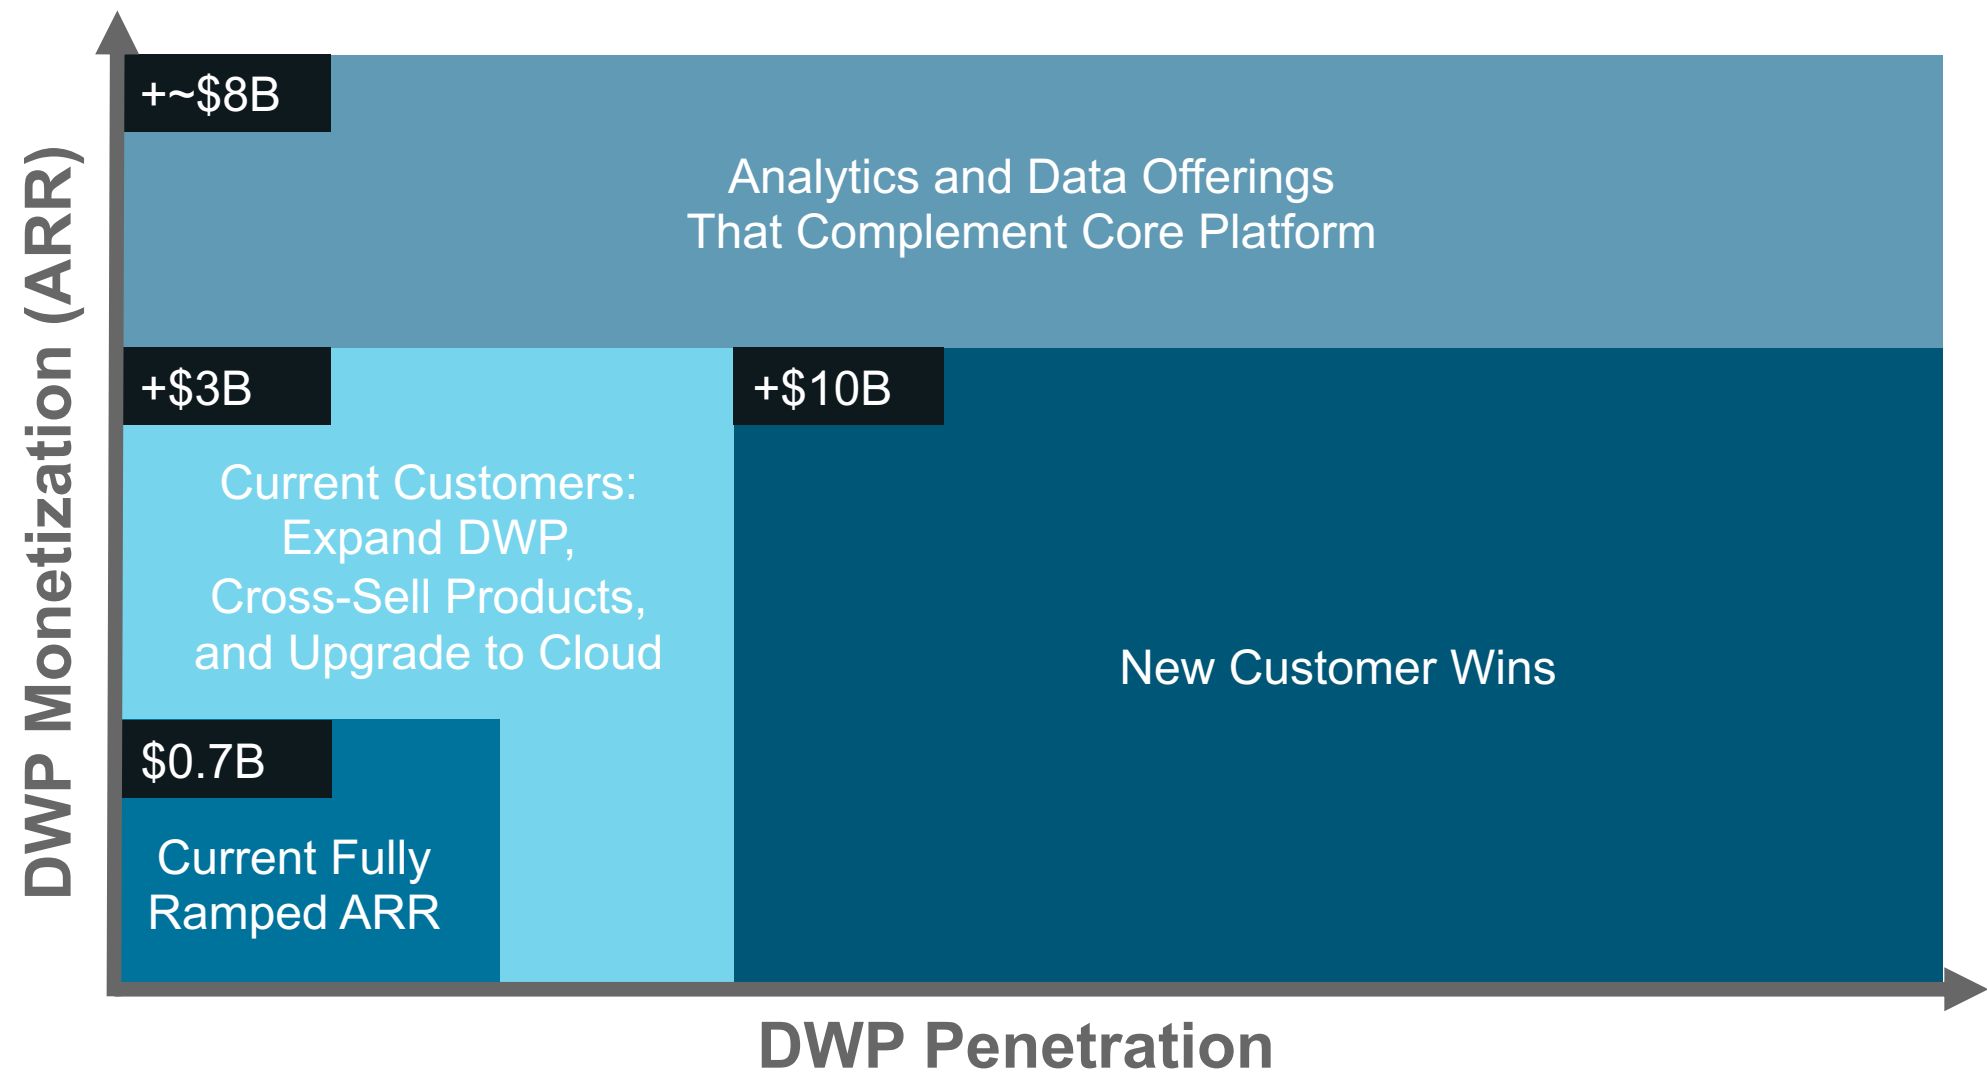 DWP Monetization (ARR)
+~$8B
Analytics and Data Offerings
That Complement Core Platform
+$3B
Current Customers:
Expand DWP,
Cross-Sell Products,
and Upgrade to Cloud
+$10B
New Customer Wins
$0.7B
Current Fully
Ramped ARR
DWP Penetration